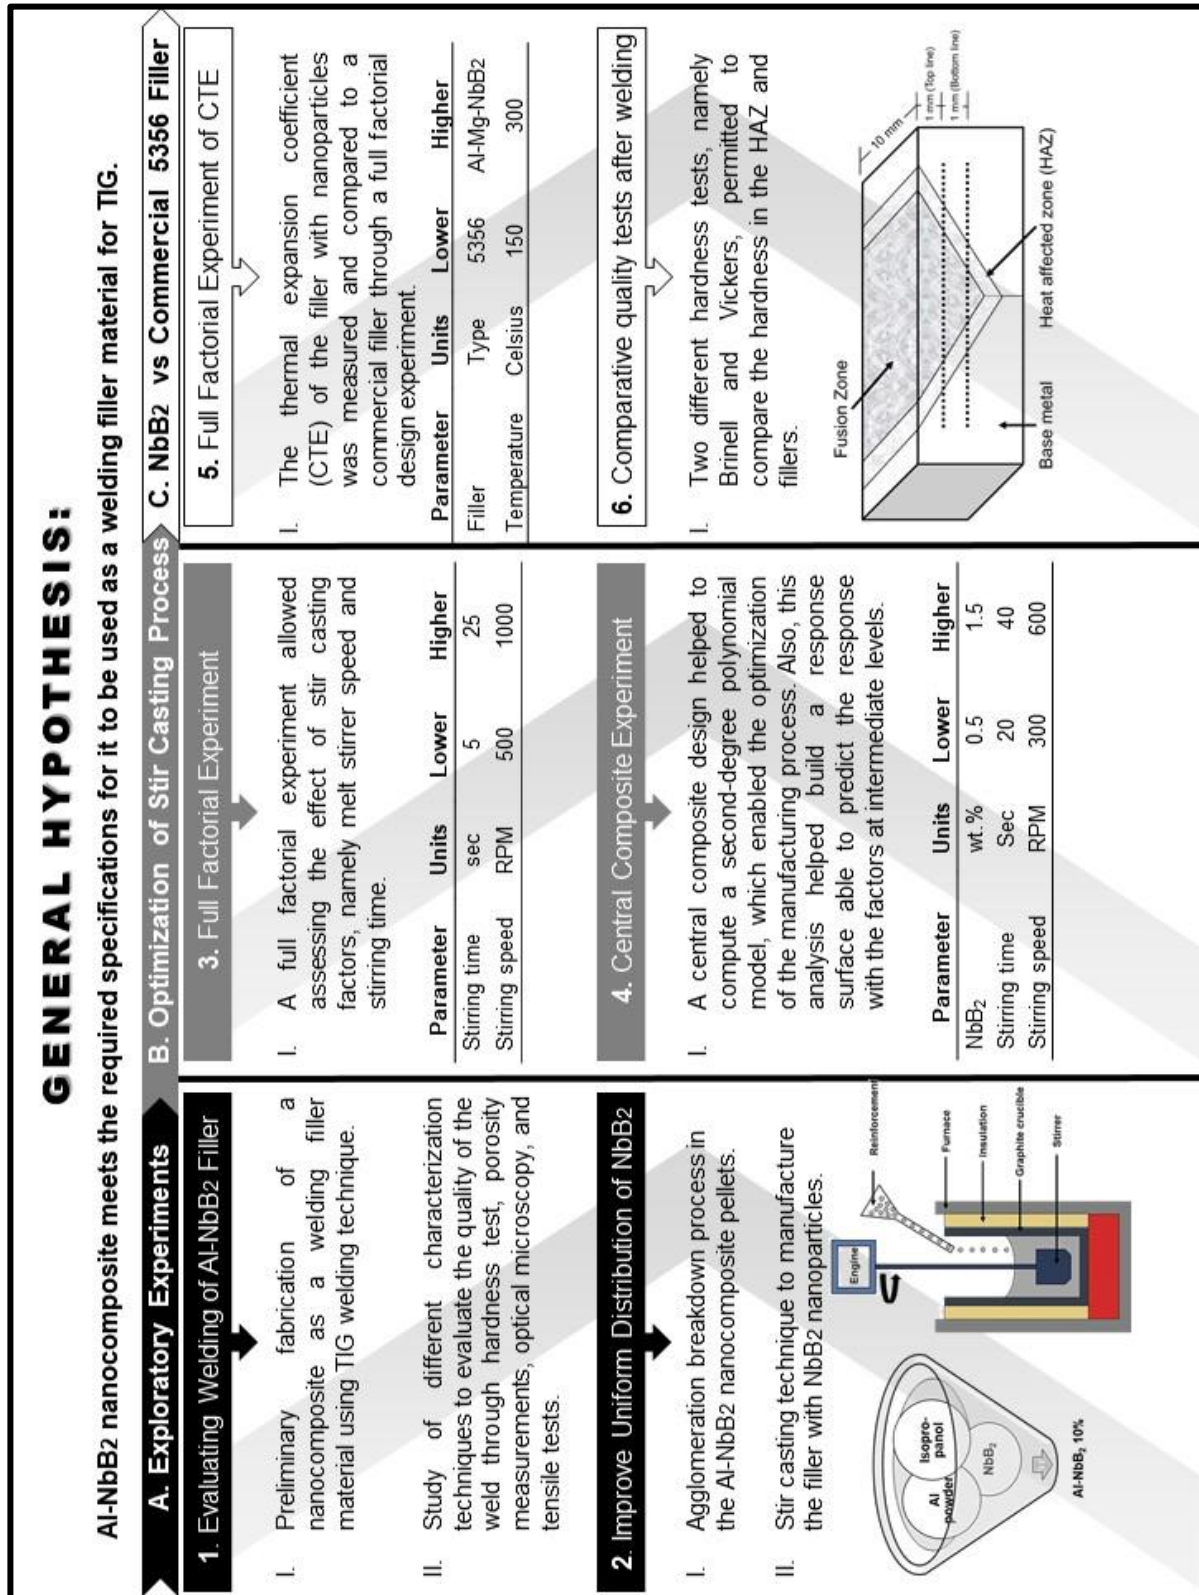 GENERAL HYPOTHESIS:
Al-NbB2 nanocomposite meets the required specifications for it to be used as a welding filler material for TIG.
A. Exploratory Experiments
B. Optimization of Stir Casting Process
C. NbB2 vs Commercial 5356 Filler
1. Evaluating Welding of Al-NbB2 Filler
I. Preliminary fabrication of a
nanocomposite as a welding filler
material using TIG welding technique.
II. Study of different characterization
techniques to evaluate the quality of the
weld through hardness test, porosity
measurements, optical microscopy, and
tensile tests.
2. Improve Uniform Distribution of NbB2
I. Agglomeration breakdown process in
the Al-NbB2 nanocomposite pellets.
II. Stir casting technique to manufacture
the filler with NbB2 nanoparticles.
Al
powder
Isopro-
panol
NbB₂
Al-NbB₂ 10%
Engine
Reinforcement
Furnace
Insulation
Graphite crucible
Stirrer
3. Full Factorial Experiment
I. A full factorial experiment allowed
assessing the effect of stir casting
factors, namely melt stirrer speed and
stirring time.
Parameter Units Lower Higher
Stirring time sec 5 25
Stirring speed RPM 500 1000
4. Central Composite Experiment
I. A central composite design helped to
compute a second-degree polynomial
model, which enabled the optimization
of the manufacturing process. Also, this
analysis helped build a response
surface able to predict the response
with the factors at intermediate levels.
Parameter Units Lower Higher
NbB₂ wt.% 0.5 1.5
Stirring time Sec 20 40
Stirring speed RPM 300 600
5. Full Factorial Experiment of CTE
I. The thermal expansion coefficient
(CTE) of the filler with nanoparticles
was measured and compared to a
commercial filler through a full factorial
design experiment.
Parameter Units Lower Higher
Filler Type 5356 Al-Mg-NbB2
Temperature Celsius 150 300
6. Comparative quality tests after welding
I. Two different hardness tests, namely
Brinell and Vickers, permitted to
compare the hardness in the HAZ and
fillers.
Fusion Zone
10 mm
1 mm (Top line)
1 mm (Bottom line)
Base metal
Heat affected zone (HAZ)